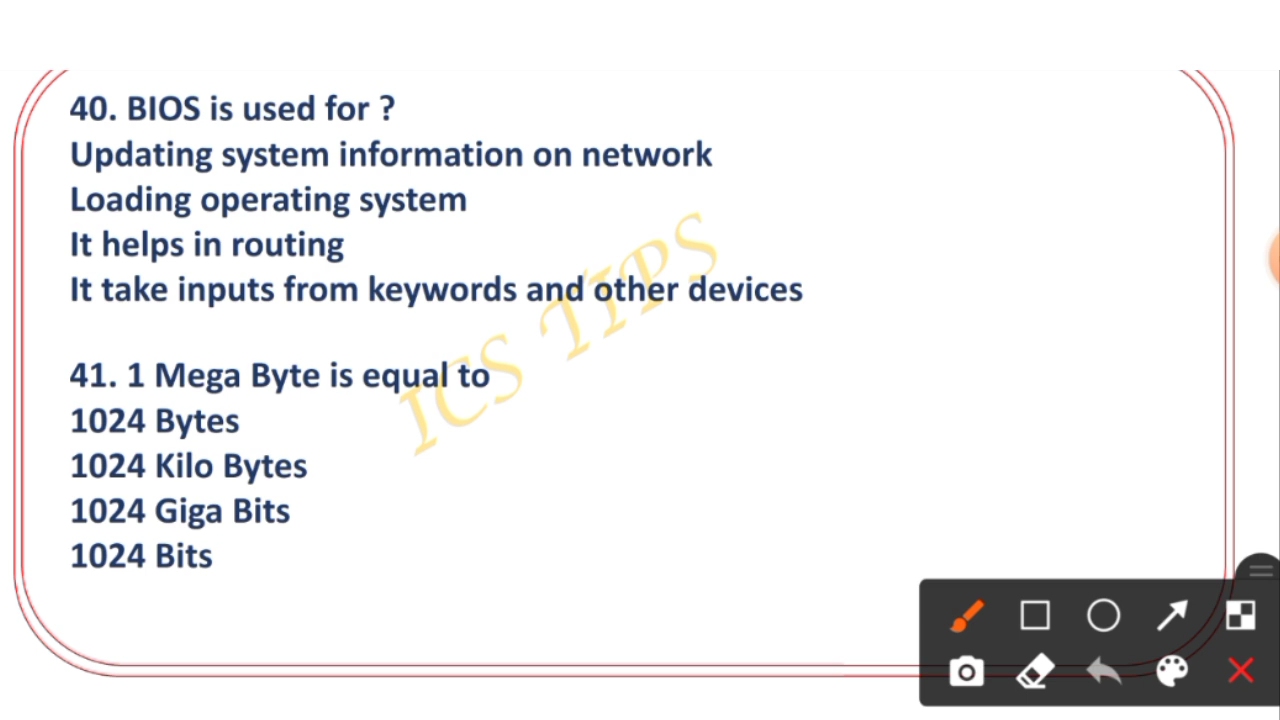 40. BIOS is used for ?
Updating system information on network
Loading operating system
It helps in routing
It take inputs from keywords and other devices
41. 1 Mega Byte is equal to
1024 Bytes
1024 Kilo Bytes
1024 Giga Bits
1024 Bits
ICS TIPS